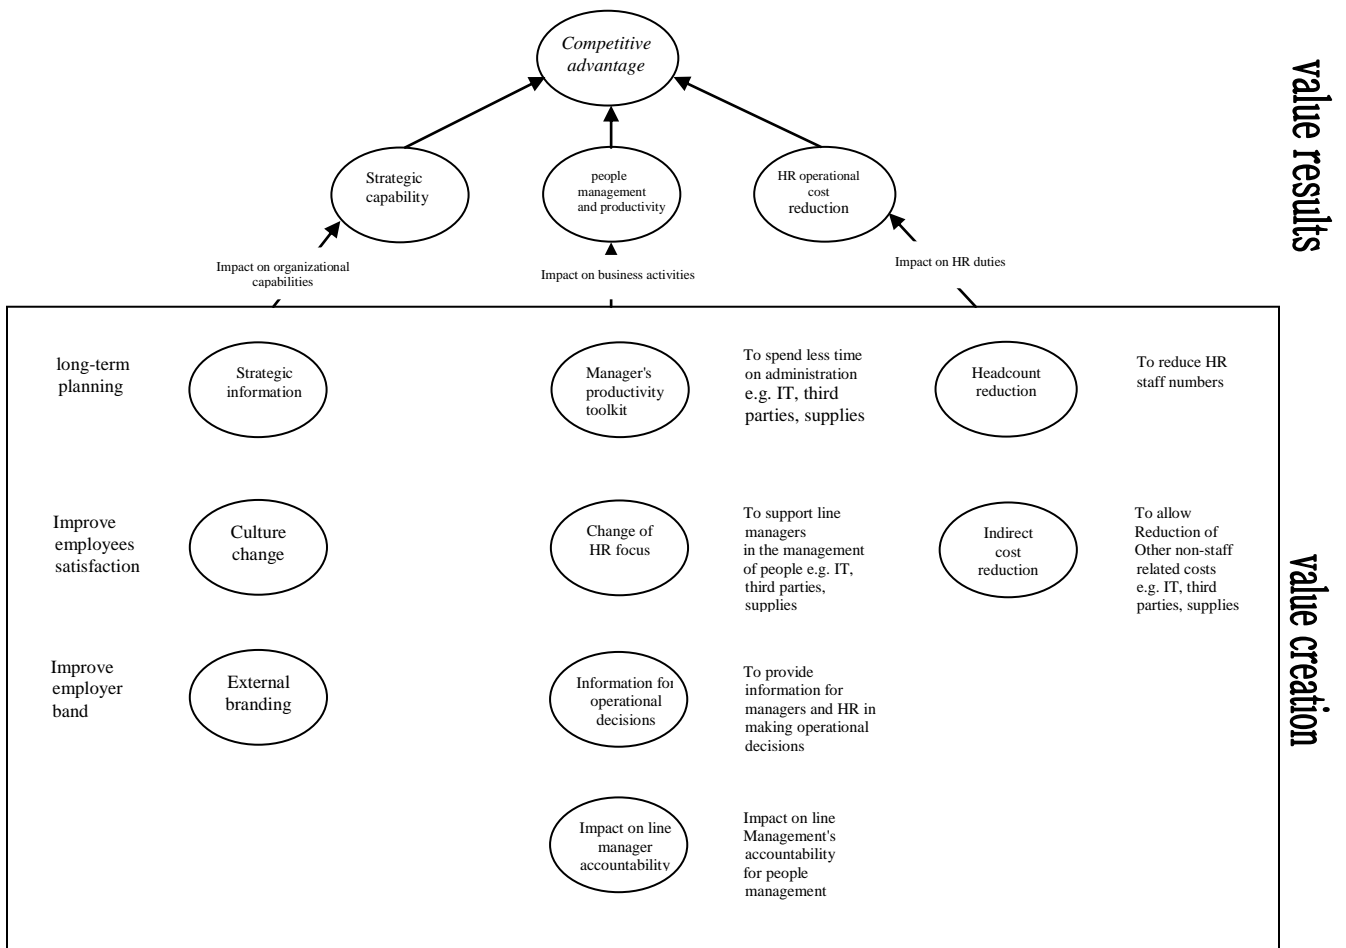 Competitive
advantage
value results
Strategic
capability
people
management
and productivity
HR operational
cost
reduction
Impact on organizational
capabilities
Impact on business activities
Impact on HR duties
long-term
planning
Strategic
information
Manager's
productivity
toolkit
To spend less time
on administration
e.g. IT, third
parties, supplies
Headcount
reduction
To reduce HR
staff numbers
Improve
employees
satisfaction
Culture
change
Change of
HR focus
To support line
managers
in the management
of people e.g. IT,
third parties,
supplies
Indirect
cost
reduction
To allow
Reduction of
Other non-staff
related costs
e.g. IT, third
parties, supplies
value creation
Improve
employer
band
External
branding
Information for
operational
decisions
To provide
information for
managers and HR in
making operational
decisions
Impact on line
manager
accountability
Impact on line
Management's
accountability
for people
management